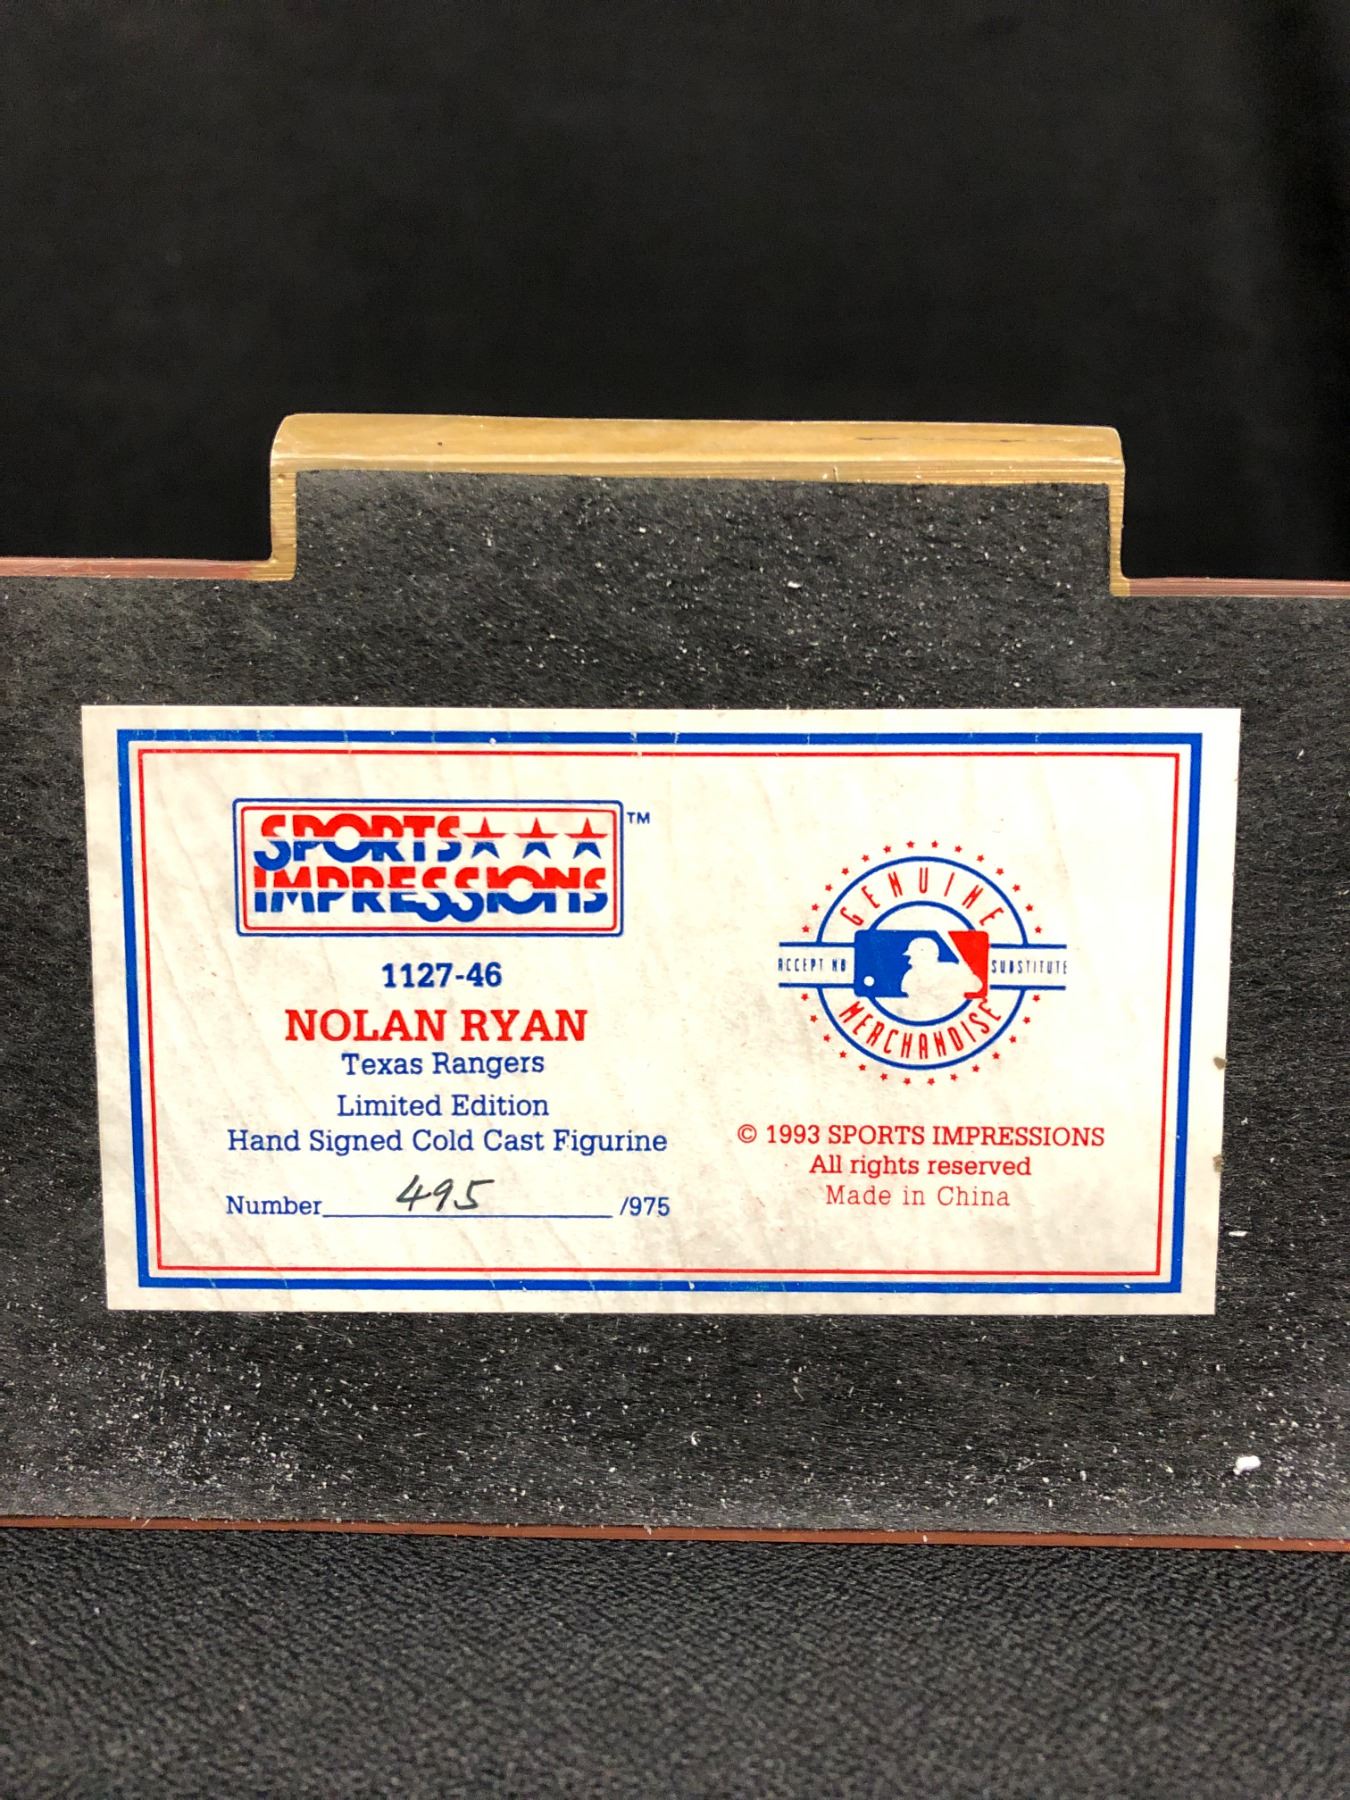 SPORTS
IMPRESSIONS
TM
1127-46
NOLAN RYAN
Texas Rangers
Limited Edition
Hand Signed Cold Cast Figurine
Number 495 /975
GENUINE
ACCEPT NO SUBSTITUTE
MERCHANDISE
© 1993 SPORTS IMPRESSIONS
All rights reserved
Made in China